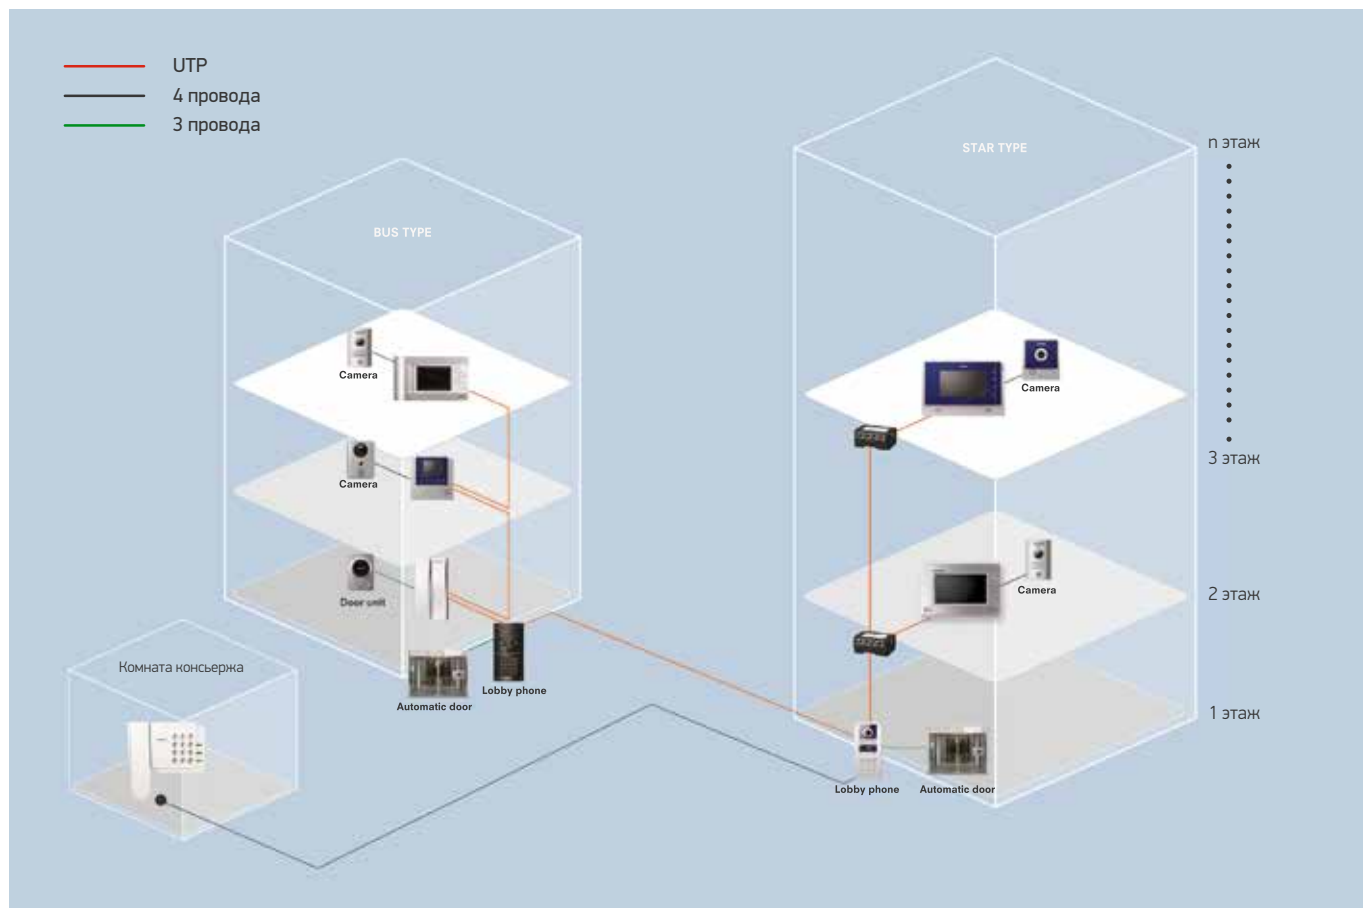 UTP
4 провода
3 провода
STAR TYPE
n этаж
BUS TYPE
Camera
Camera
3 этаж
Camera
Door unit
Camera
2 этаж
Комната консьержа
Lobby phone
Automatic door
1 этаж
Lobby phone
Automatic door